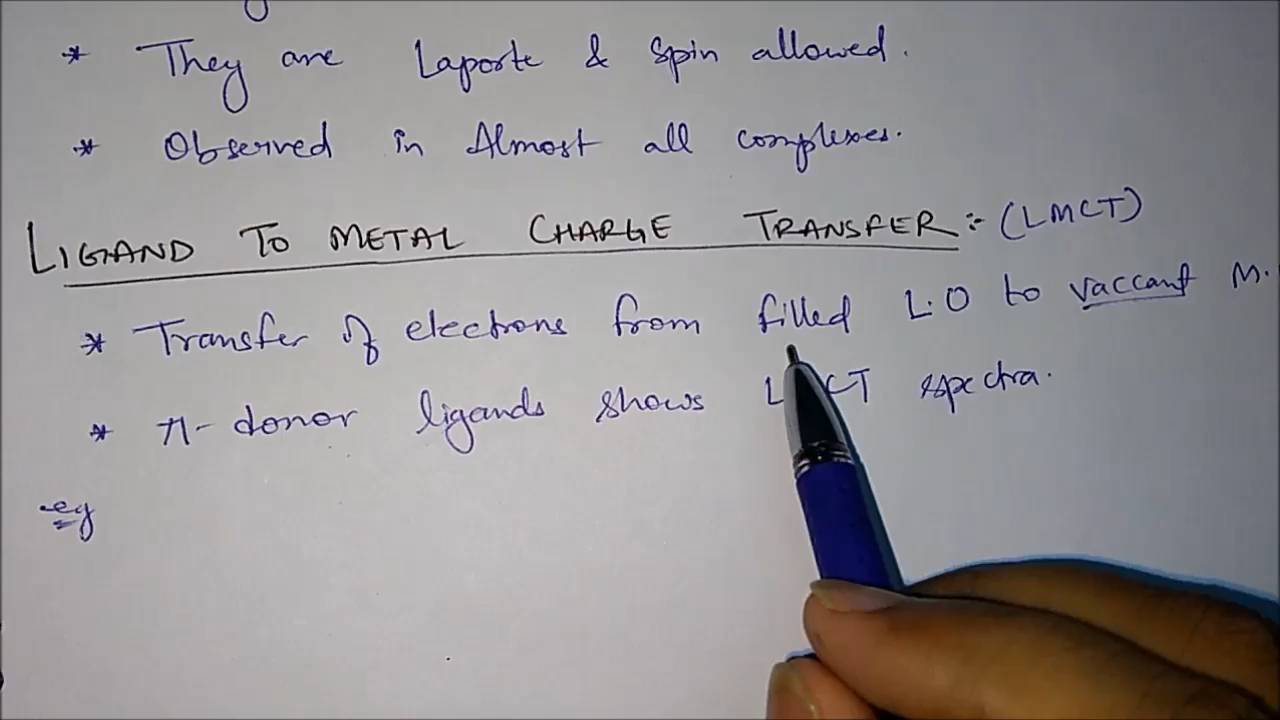 * They are Laporte & Spin allowed.
* Observed in Almost all complexes.
LIGAND TO METAL CHARGE TRANSFER :- (LMCT)
* Transfer of electrons from filled L.O to vaccant M.
* π-donor ligands shows L CT spectra.
eg